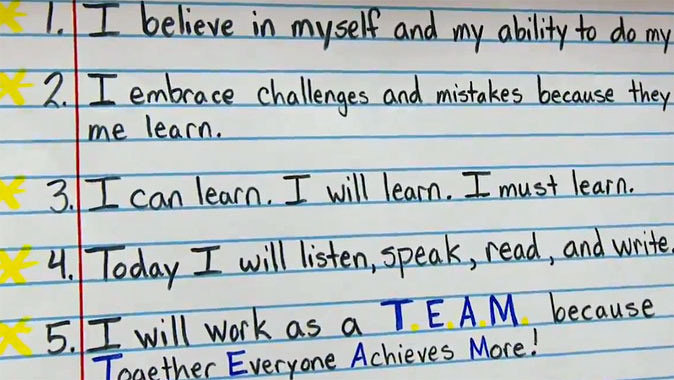 1. I believe in myself and my ability to do my
2. I embrace challenges and mistakes because they
me learn.
3. I can learn. I will learn. I must learn.
4. Today I will listen, speak, read, and write.
5. I will work as a T.E.A.M. because
Together Everyone Achieves More!